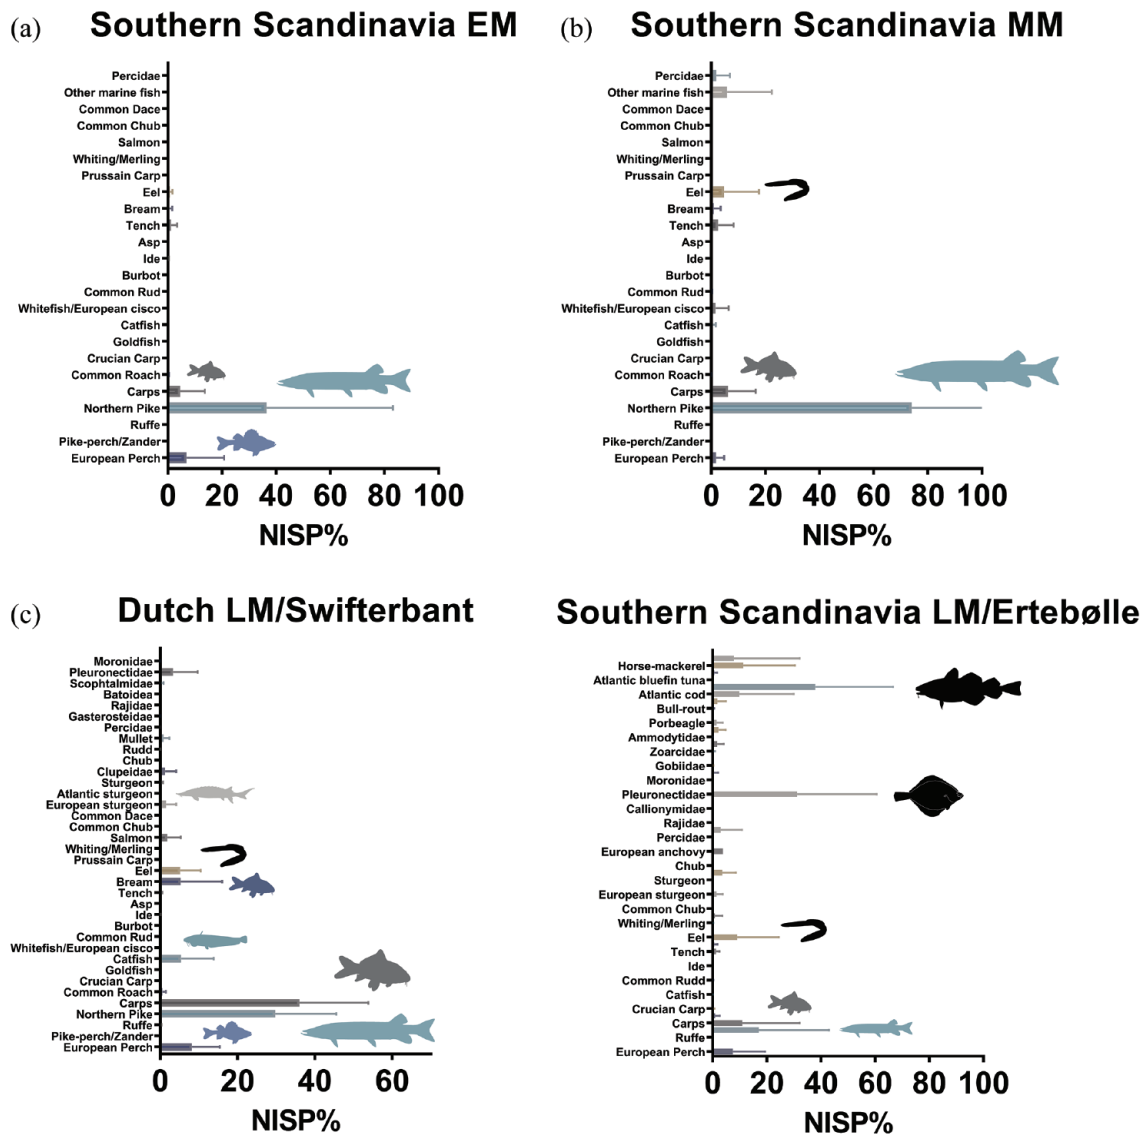 (a) Southern Scandinavia EM
Percidae
Other marine fish
Common Dace
Common Chub
Salmon
Whiting/Merling
Prussain Carp
Eel
Bream
Tench
Asp
Ide
Burbot
Common Rud
Whitefish/European cisco
Catfish
Goldfish
Crucian Carp
Common Roach
Carps
Northern Pike
Ruffe
Pike-perch/Zander
European Perch
0 20 40 60 80 100
NISP%
(b) Southern Scandinavia MM
Percidae
Other marine fish
Common Dace
Common Chub
Salmon
Whiting/Merling
Prussain Carp
Eel
Bream
Tench
Asp
Ide
Burbot
Common Rud
Whitefish/European cisco
Catfish
Goldfish
Crucian Carp
Common Roach
Carps
Northern Pike
Ruffe
Pike-perch/Zander
European Perch
0 20 40 60 80 100
NISP%
(c) Dutch LM/Swifterbant
Moronidae
Pleuronectidae
Scophtalmidae
Batoidea
Rajidae
Gasterosteidae
Percidae
Mullet
Rudd
Chub
Clupeidae
Sturgeon
Atlantic sturgeon
European sturgeon
Common Dace
Common Chub
Salmon
Whiting/Merling
Prussain Carp
Eel
Bream
Tench
Asp
Ide
Burbot
Common Rud
Whitefish/European cisco
Catfish
Goldfish
Crucian Carp
Common Roach
Carps
Northern Pike
Ruffe
Pike-perch/Zander
European Perch
0 20 40 60
NISP%
Southern Scandinavia LM/Ertebølle
Horse-mackerel
Atlantic bluefin tuna
Atlantic cod
Bull-rout
Porbeagle
Ammodytidae
Zoarcidae
Gobiidae
Moronidae
Pleuronectidae
Callionymidae
Rajidae
Percidae
European anchovy
Chub
Sturgeon
European sturgeon
Common Chub
Whiting/Merling
Eel
Tench
Ide
Common Rudd
Catfish
Crucian Carp
Carps
Ruffe
European Perch
0 20 40 60 80 100
NISP%